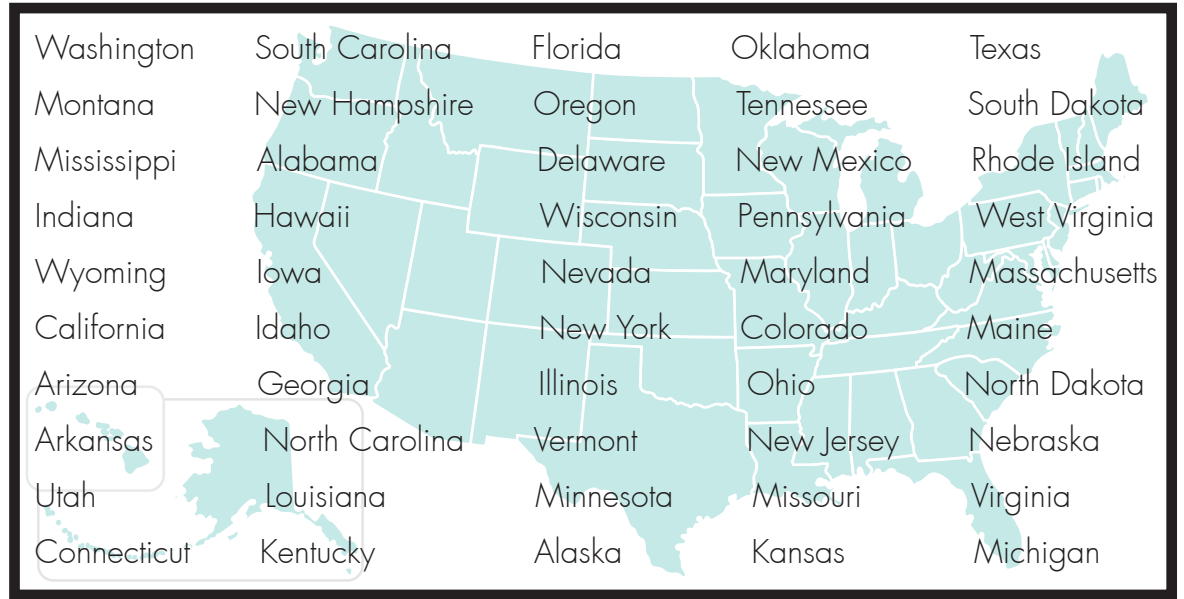 Washington South Carolina Florida Oklahoma Texas
Montana New Hampshire Oregon Tennessee South Dakota
Mississippi Alabama Delaware New Mexico Rhode Island
Indiana Hawaii Wisconsin Pennsylvania West Virginia
Wyoming Iowa Nevada Maryland Massachusetts
California Idaho New York Colorado Maine
Arizona Georgia Illinois Ohio North Dakota
Arkansas North Carolina Vermont New Jersey Nebraska
Utah Louisiana Minnesota Missouri Virginia
Connecticut Kentucky Alaska Kansas Michigan